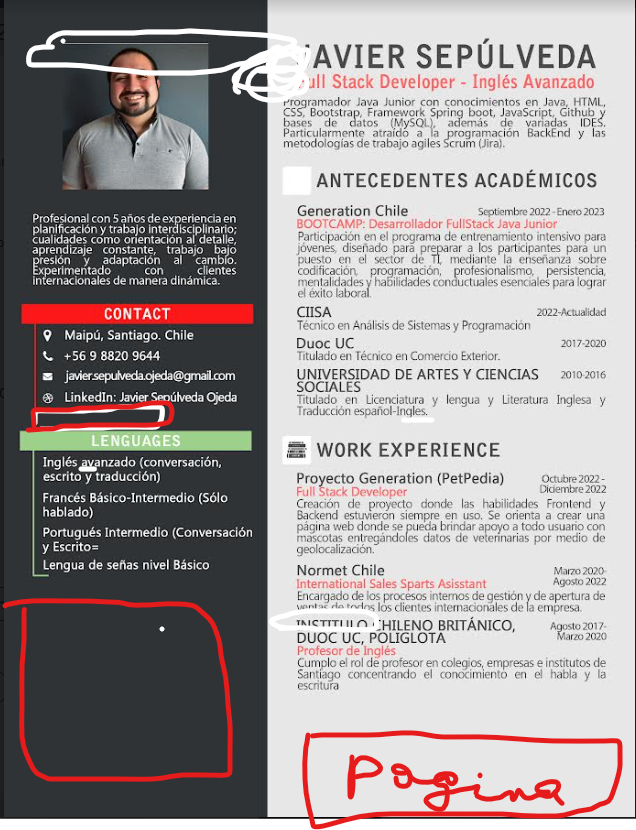 JAVIER SEPÚLVEDA
Full Stack Developer - Inglés Avanzado
Programador Java Junior con conocimientos en Java, HTML,
CSS, Bootstrap, Framework Spring boot, JavaScript, Github y
bases de datos (MySQL), además de variadas IDES.
Particularmente atraído a la programación BackEnd y las
metodologías de trabajo agiles Scrum (Jira).
Profesional con 5 años de experiencia en
planificación y trabajo interdisciplinario;
cualidades como orientación al detalle,
aprendizaje constante, trabajo bajo
presión y adaptación al cambio.
Experimentado con clientes
internacionales de manera dinámica.
CONTACT
Maipú, Santiago. Chile
+56 9 8820 9644
javier.sepulveda.ojeda@gmail.com
LinkedIn: Javier Sepúlveda Ojeda
LENGUAGES
Inglés avanzado (conversación,
escrito y traducción)
Francés Básico-Intermedio (Sólo
hablado)
Portugués Intermedio (Conversación
y Escrito=
Lengua de señas nivel Básico
ANTECEDENTES ACADÉMICOS
Generation Chile Septiembre 2022 - Enero 2023
BOOTCAMP: Desarrollador FullStack Java Junior
Participación en el programa de entrenamiento intensivo para
jóvenes, diseñado para preparar a los participantes para un
puesto en el sector de TI, mediante la enseñanza sobre
codificación, programación, profesionalismo, persistencia,
mentalidades y habilidades conductuales esenciales para lograr
el éxito laboral.
CIISA 2022-Actualidad
Técnico en Análisis de Sistemas y Programación
Duoc UC 2017-2020
Titulado en Técnico en Comercio Exterior.
UNIVERSIDAD DE ARTES Y CIENCIAS 2010-2016
SOCIALES
Titulado en Licenciatura y lengua y Literatura Inglesa y
Traducción español-Ingles.
WORK EXPERIENCE
Proyecto Generation (PetPedia) Octubre 2022 -
Full Stack Developer Diciembre 2022
Creación de proyecto donde las habilidades Frontend y
Backend estuvieron siempre en uso. Se orienta a crear una
página web donde se pueda brindar apoyo a todo usuario con
mascotas entregándoles datos de veterinarios por medio de
geolocalización.
Normet Chile Marzo 2020-
International Sales Sparts Asisstant Agosto 2022
Encargado de los procesos internos de gestión y de apertura de
ventas de todos los clientes internacionales de la empresa.
INSTITULO CHILENO BRITÁNICO, Agosto 2017-
DUOC UC, POLIGLOTA Marzo 2020
Profesor de Inglés
Cumplo el rol de profesor en colegios, empresas e institutos de
Santiago concentrando el conocimiento en el habla y la
escritura
Pagina